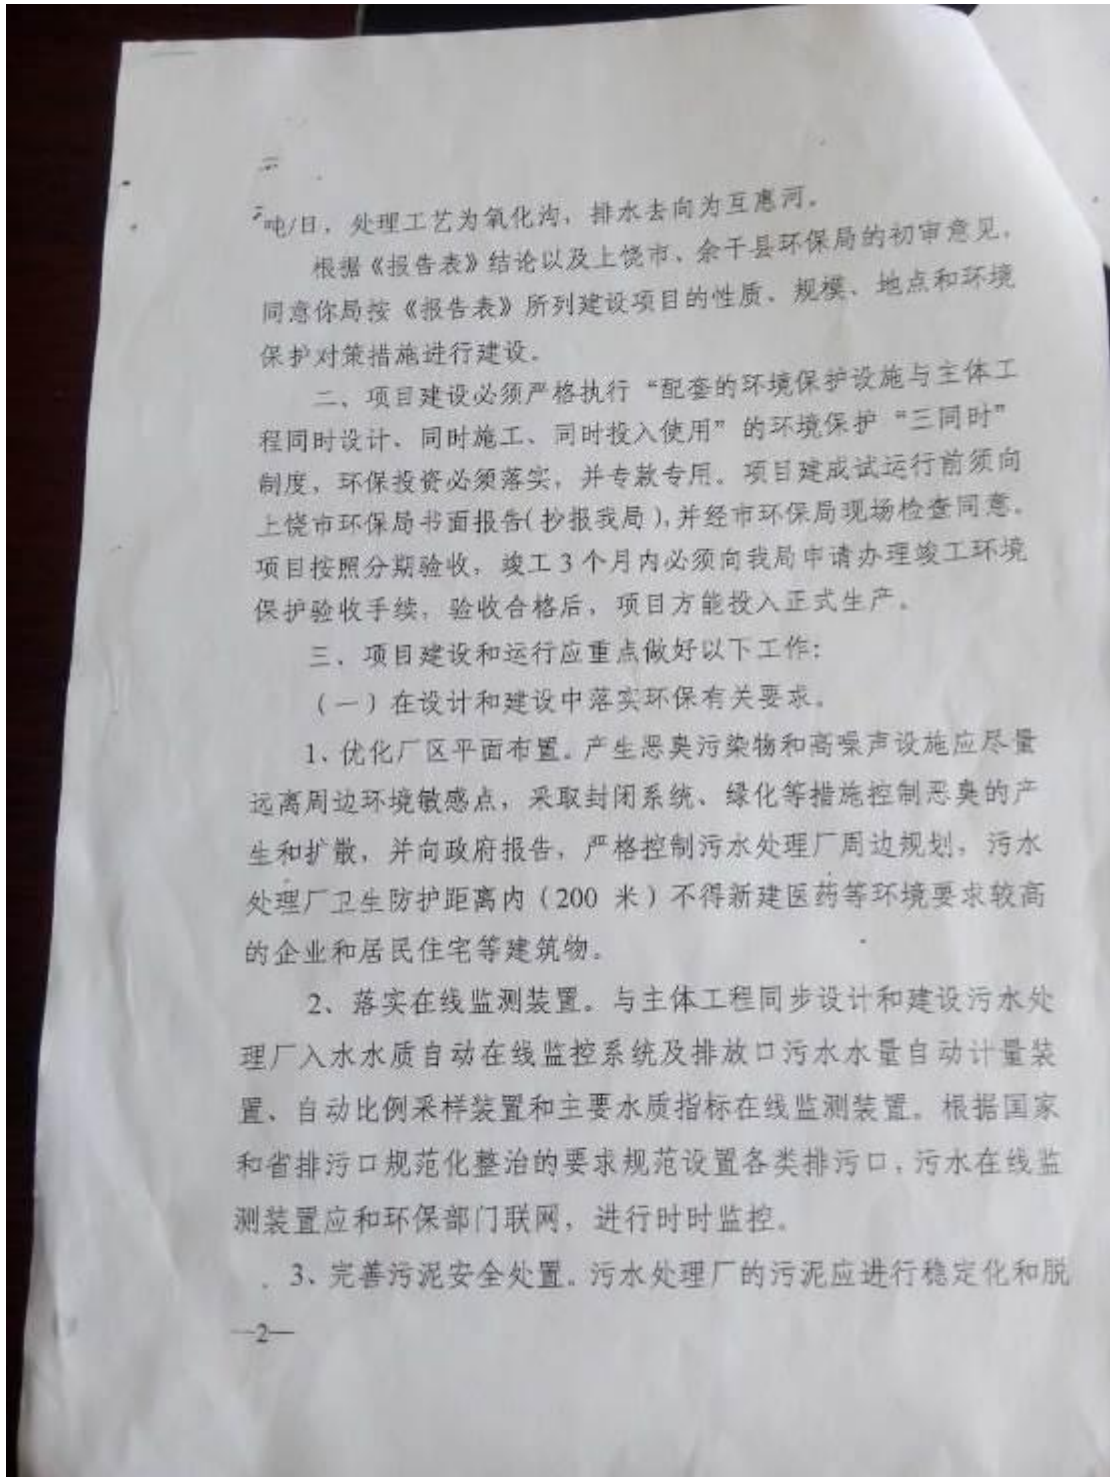 吨/日，处理工艺为氧化沟，排水去向为互惠河。
根据《报告表》结论以及上饶市、余干县环保局的初审意见，
同意你局按《报告表》所列建设项目的性质、规模、地点和环境
保护对策措施进行建设。
二、项目建设必须严格执行“配套的环境保护设施与主体工
程同时设计、同时施工、同时投入使用”的环境保护“三同时”
制度，环保投资必须落实，并专款专用。项目建成试运行前须向
上饶市环保局书面报告（抄报我局），并经市环保局现场检查同意。
项目按照分期验收，竣工3个月内必须向我局申请办理竣工环境
保护验收手续，验收合格后，项目方能投入正式生产。
三、项目建设和运行应重点做好以下工作：
（一）在设计和建设中落实环保有关要求。
1、优化厂区平面布置。产生恶臭污染物和高噪声设施应尽量
远离周边环境敏感点，采取封闭系统、绿化等措施控制恶臭的产
生和扩散，并向政府报告，严格控制污水处理厂周边规划，污水
处理厂卫生防护距离内（200 米）不得新建医药等环境要求较高
的企业和居民住宅等建筑物。
2、落实在线监测装置。与主体工程同步设计和建设污水处
理厂入水水质自动在线监控系统及排放口污水水量自动计量装
置、自动比例采样装置和主要水质指标在线监测装置。根据国家
和省排污口规范化整治的要求规范设置各类排污口，污水在线监
测装置应和环保部门联网，进行时时监控。
3、完善污泥安全处置。污水处理厂的污泥应进行稳定化和脱
—2—